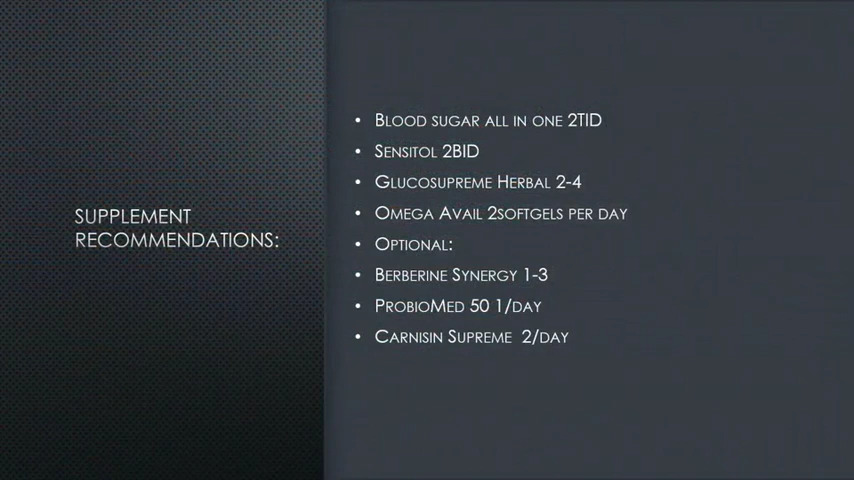 SUPPLEMENT
RECOMMENDATIONS:
• BLOOD SUGAR ALL IN ONE 2TID
• SENSITOL 2BID
• GLUCOSUPREME HERBAL 2-4
• OMEGA AVAIL 2SOFTGELS PER DAY
• OPTIONAL:
• BERBERINE SYNERGY 1-3
• PROBIOMED 50 1/DAY
• CARNISIN SUPREME 2/DAY